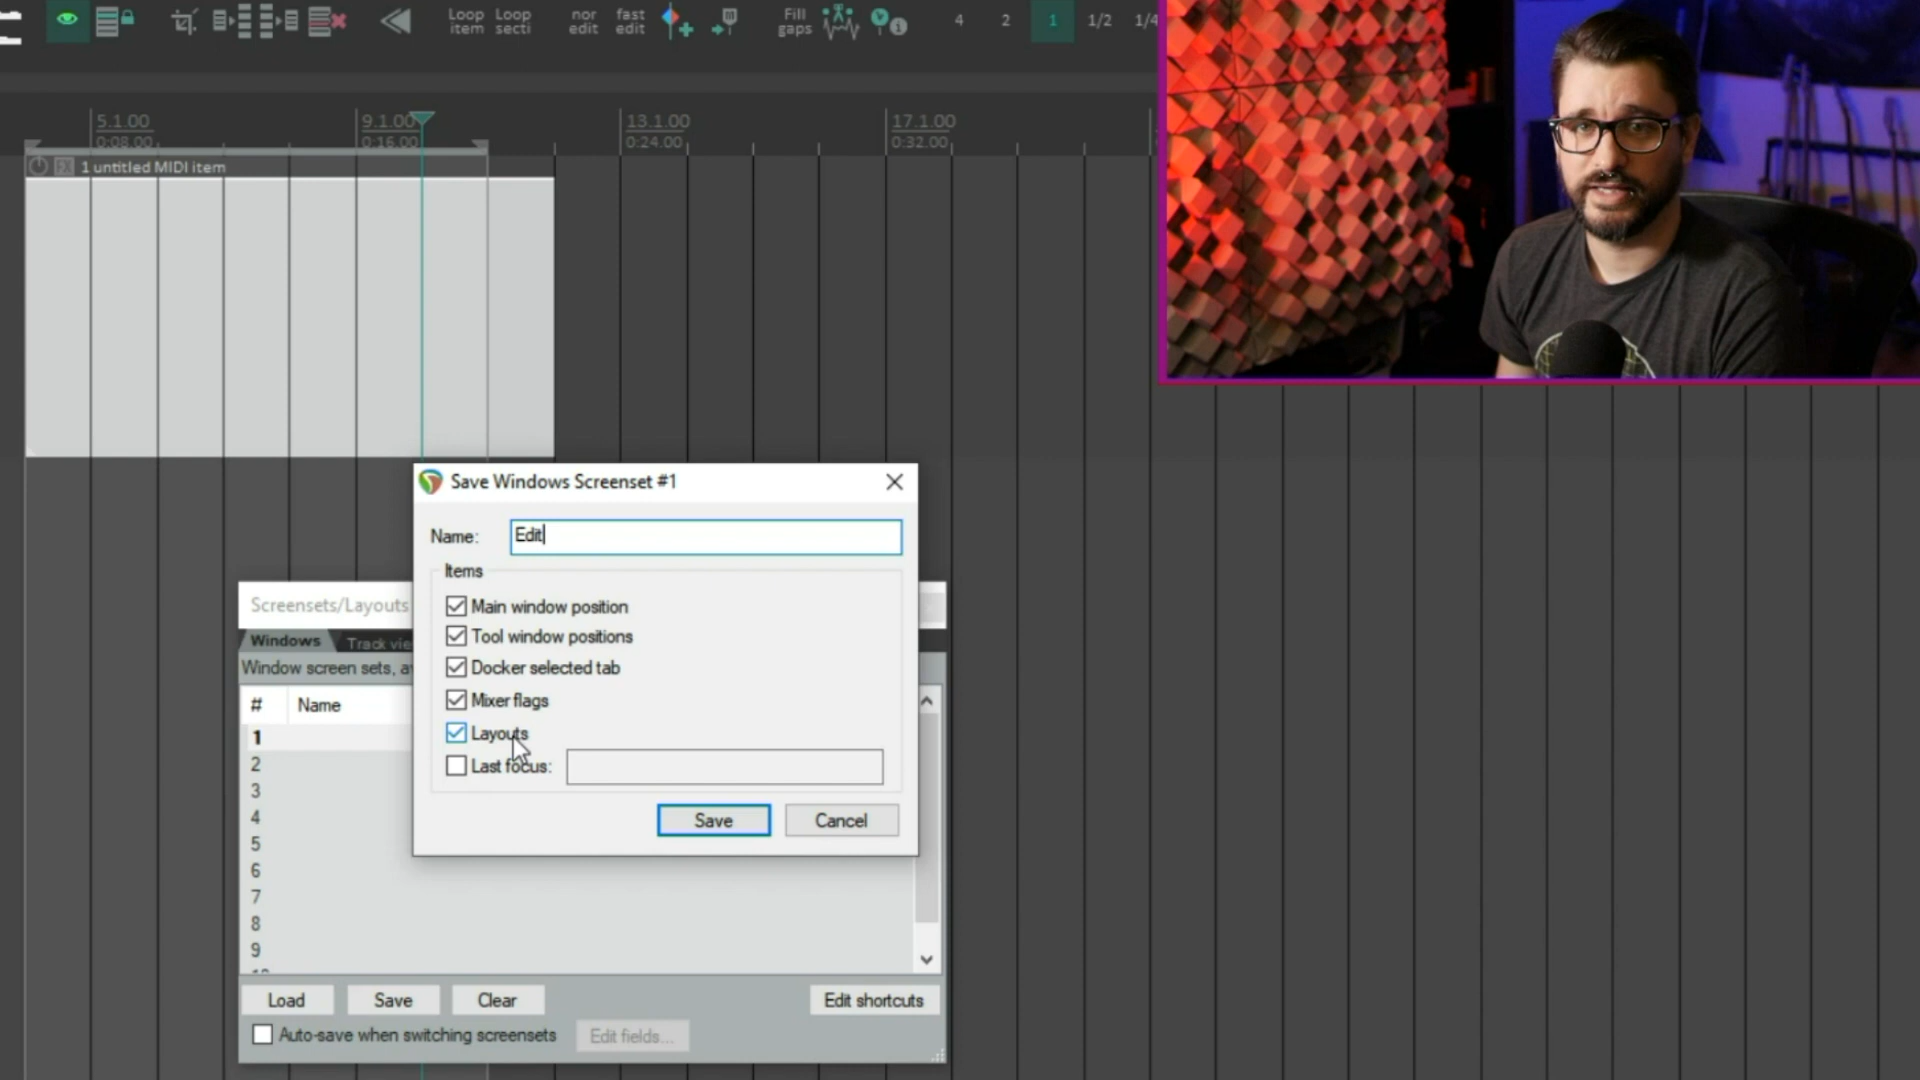 Loop item
Loop secti
nor edit
fast edit
Fill gaps
4
2
1
1/2
1/4
5.1.00
0:08.00
9.1.00
0:16.00
13.1.00
0:24.00
17.1.00
0:32.00
1 untitled MIDI item
Save Windows Screenset #1
Name:
Edit
Items
Main window position
Tool window positions
Docker selected tab
Mixer flags
Layouts
Last focus:
Save
Cancel
Screensets/Layouts
Windows
Track vie
Window screen sets, a
#
Name
1
2
3
4
5
6
7
8
9
10
Load
Save
Clear
Edit shortcuts
Auto-save when switching screensets
Edit fields...